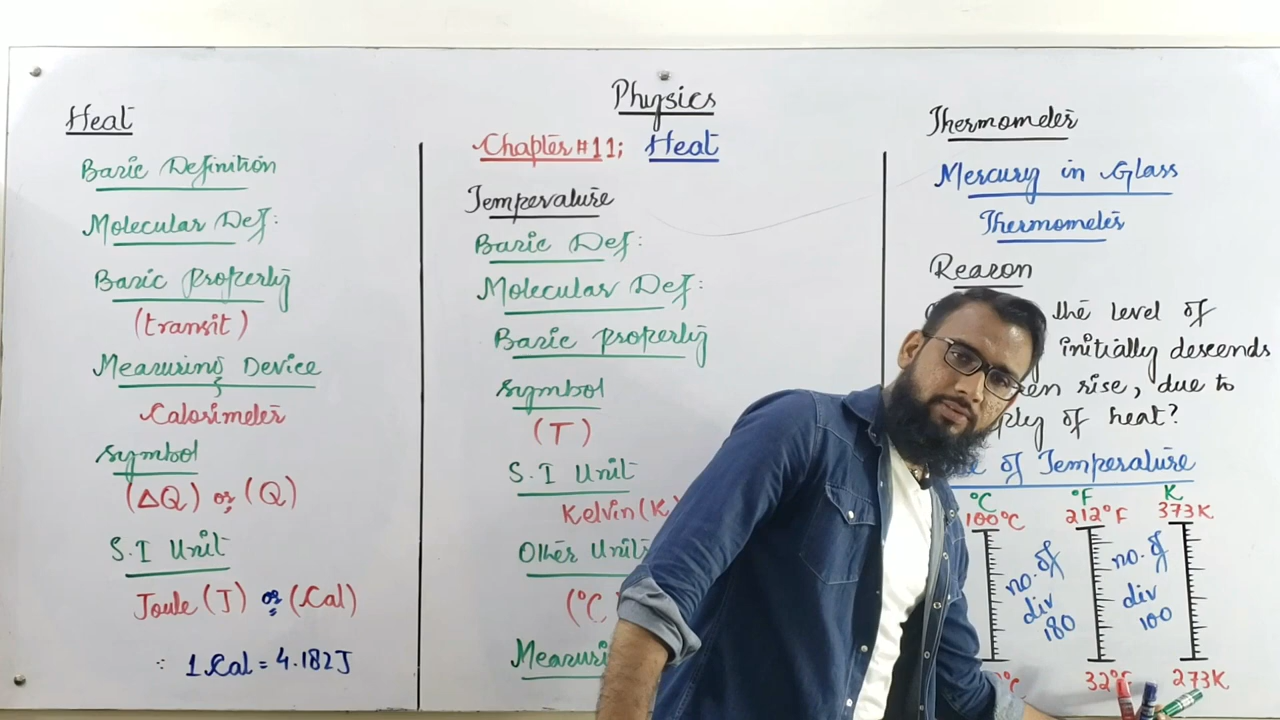 Physics
Chapter #11; Heat
Heat
Basic Definition
Molecular Def:
Basic Property
(transit)
Measuring Device
Calorimeter
Symbol
(ΔQ) or (Q)
S.I Unit
Joule (J) or (Cal)
∵ 1 Cal = 4.182J
Temperature
Basic Def:
Molecular Def:
Basic Property
Symbol
(T)
S.I Unit
Kelvin (K
Other Units
(°C
Thermometer
Mercury in Glass
Thermometer
Reason
the level of
initially descends
rise, due to
of heat?
of Temperature
°C °F K
100°C 212°F 373K
no. of div 180
no. of div 100
32°F 273K